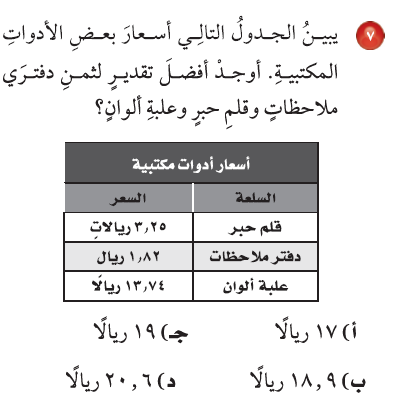 ٧ يبينُ الجدولُ التالِي أسعارَ بعضِ الأدواتِ
المكتبيةِ. أوجدْ أفضلَ تقديرٍ لثمنِ دفترَي
ملاحظاتٍ وقلمِ حبرٍ وعلبةِ ألوانٍ؟
أسعار أدوات مكتبية
السلعة السعر
قلم حبر ٣,٢٥ ريالاتٍ
دفتر ملاحظات ١,٨٢ ريال
علبة ألوان ١٣,٧٤ ريالًا
أ) ١٧ ريالًا جـ) ١٩ ريالًا
ب) ١٨,٩ ريالًا د) ٢٠,٦ ريالًا